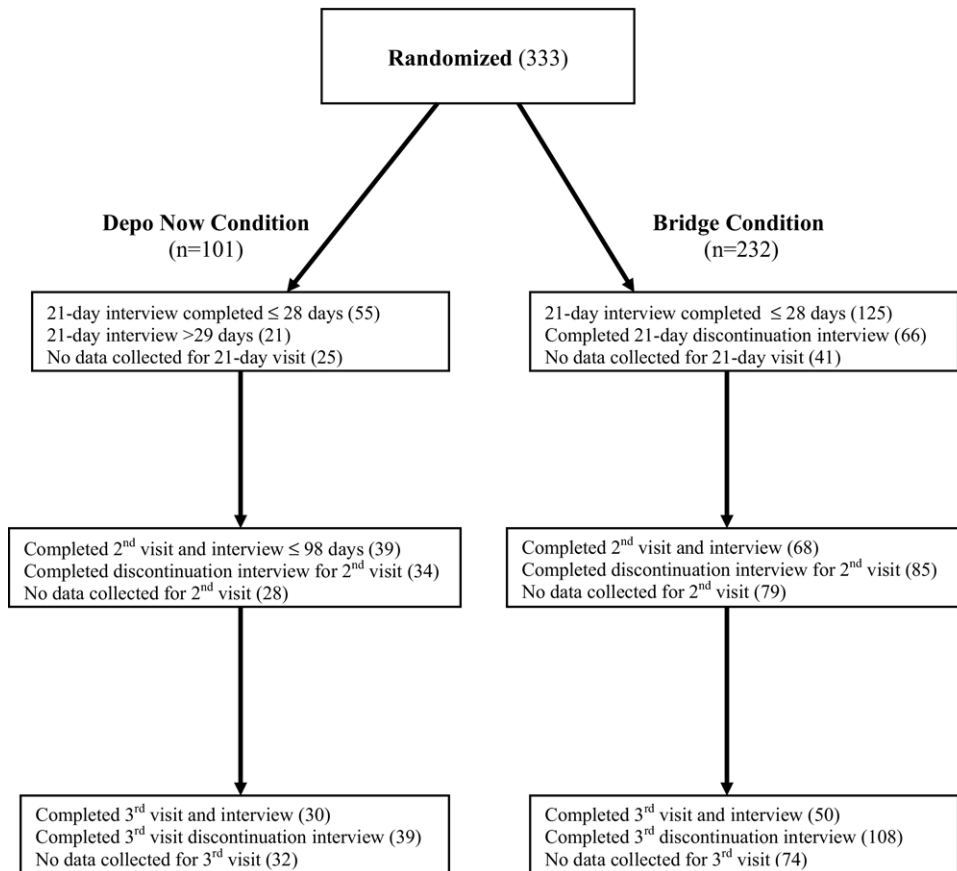 Randomized (333)
Depo Now Condition
(n=101)
Bridge Condition
(n=232)
21-day interview completed ≤ 28 days (55)
21-day interview >29 days (21)
No data collected for 21-day visit (25)
21-day interview completed ≤ 28 days (125)
Completed 21-day discontinuation interview (66)
No data collected for 21-day visit (41)
Completed 2nd visit and interview ≤ 98 days (39)
Completed discontinuation interview for 2nd visit (34)
No data collected for 2nd visit (28)
Completed 2nd visit and interview (68)
Completed discontinuation interview for 2nd visit (85)
No data collected for 2nd visit (79)
Completed 3rd visit and interview (30)
Completed 3rd visit discontinuation interview (39)
No data collected for 3rd visit (32)
Completed 3rd visit and interview (50)
Completed 3rd discontinuation interview (108)
No data collected for 3rd visit (74)